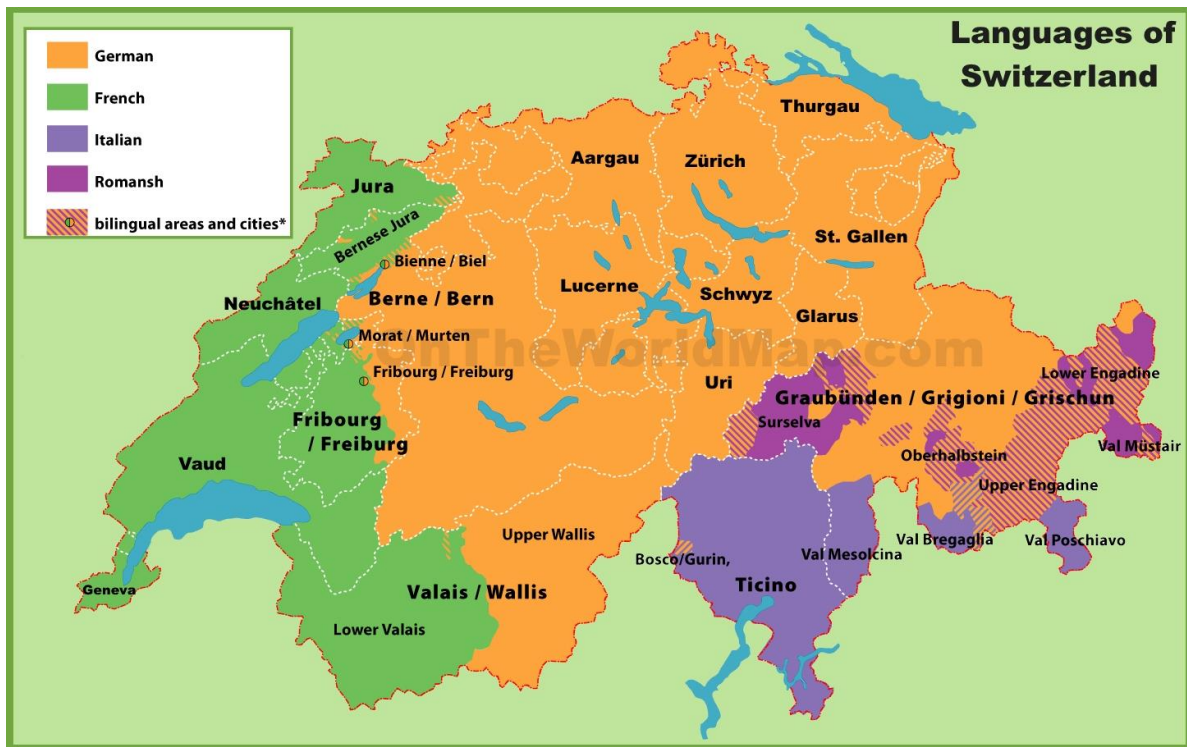 Languages of
Switzerland
German
French
Italian
Romansh
bilingual areas and cities*
Thurgau
Aargau
Zürich
Jura
Bernese Jura
St. Gallen
Bienne / Biel
Lucerne
Schwyz
Neuchâtel
Berne / Bern
Glarus
Morat / Murten
OnTheWorldMap.com
Fribourg / Freiburg
Uri
Lower Engadine
Graubünden / Grigioni / Grischun
Fribourg
/ Freiburg
Surselva
Val Müstair
Vaud
Oberhalbstein
Upper Engadine
Upper Wallis
Val Bregaglia
Val Poschiavo
Bosco/Gurin,
Val Mesolcina
Ticino
Geneva
Valais / Wallis
Lower Valais